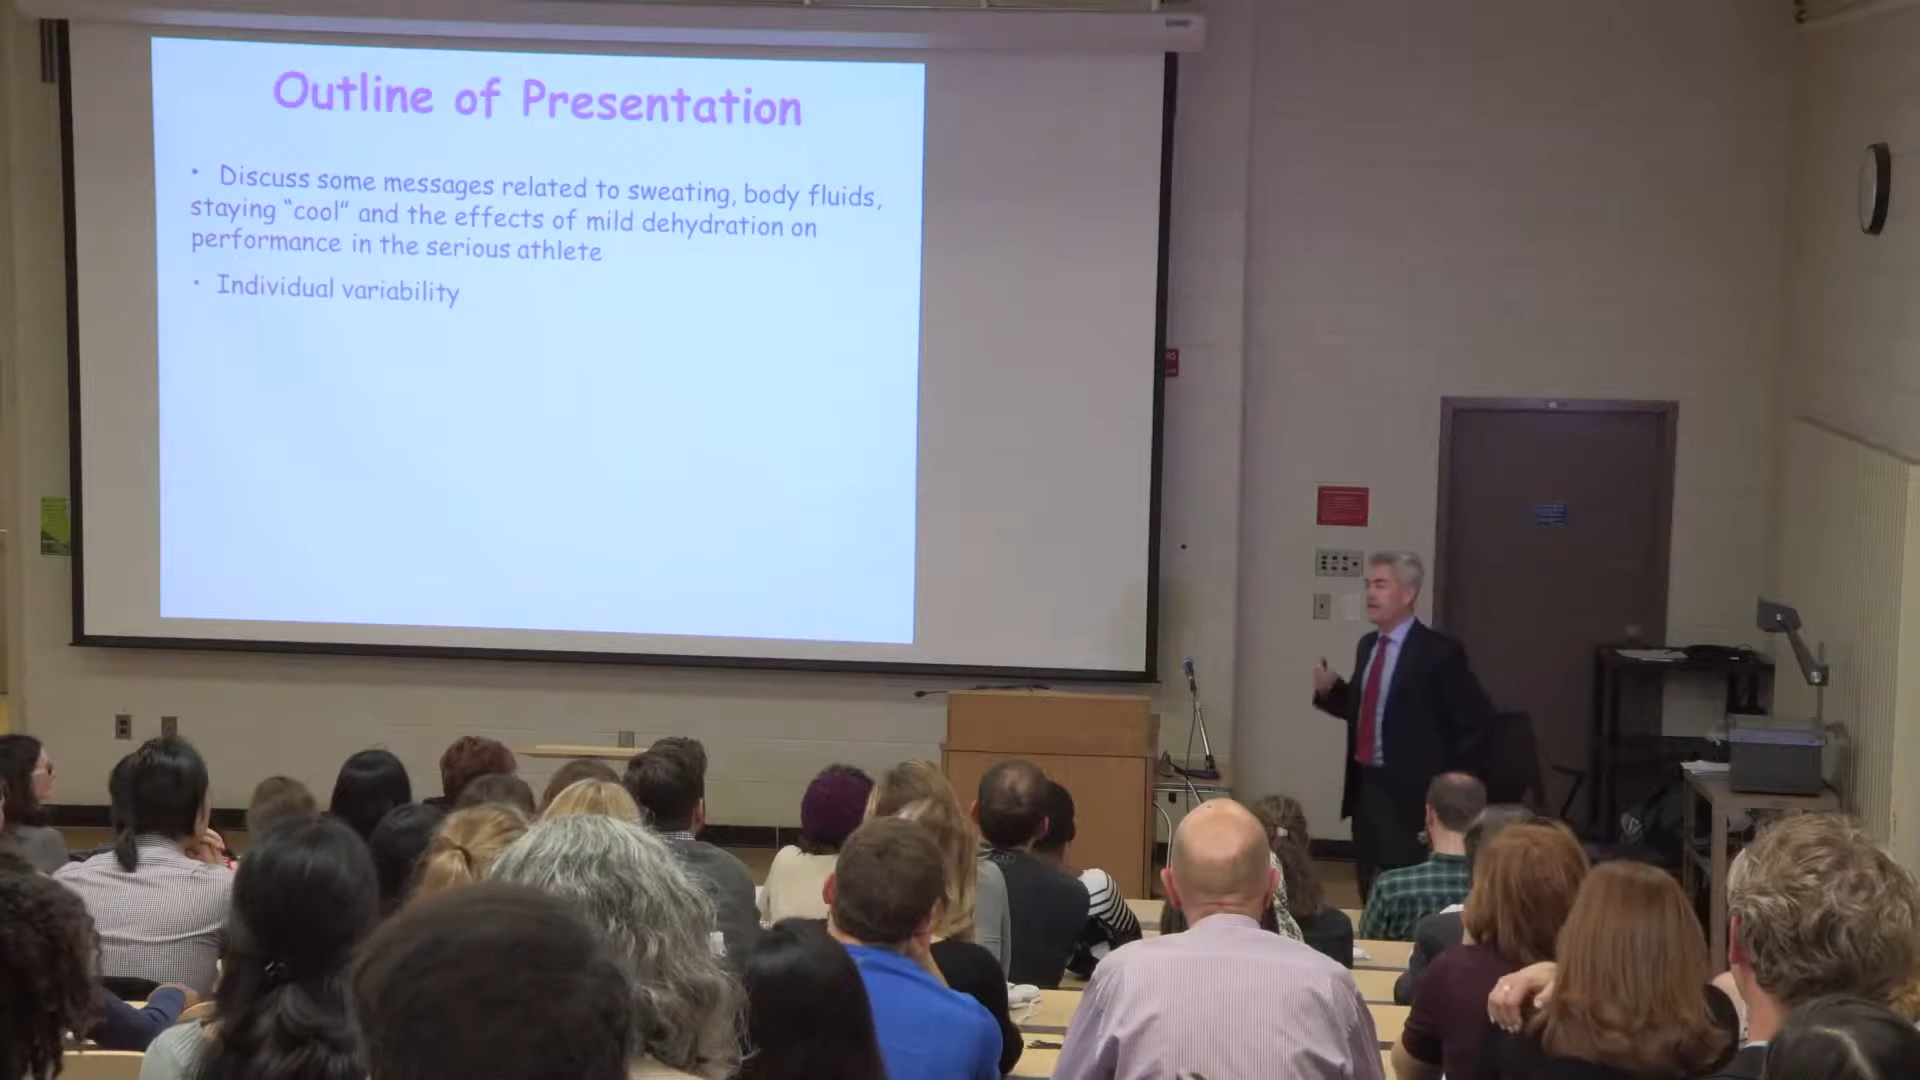 Outline of Presentation
• Discuss some messages related to sweating, body fluids,
staying “cool” and the effects of mild dehydration on
performance in the serious athlete
• Individual variability